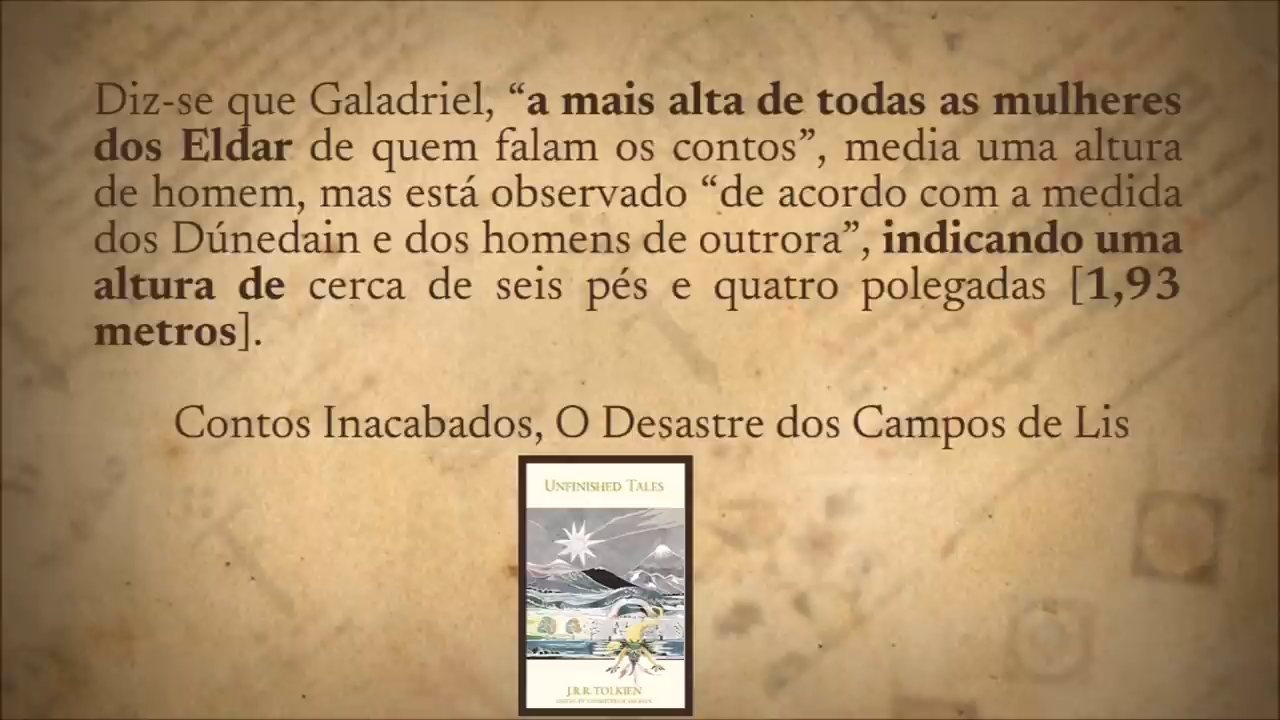 Diz-se que Galadriel, “a mais alta de todas as mulheres
dos Eldar de quem falam os contos”, media uma altura
de homem, mas está observado “de acordo com a medida
dos Dúnedain e dos homens de outrora”, indicando uma
altura de cerca de seis pés e quatro polegadas [1,93
metros].
Contos Inacabados, O Desastre dos Campos de Lis
UNFINISHED TALES
J.R.R. TOLKIEN